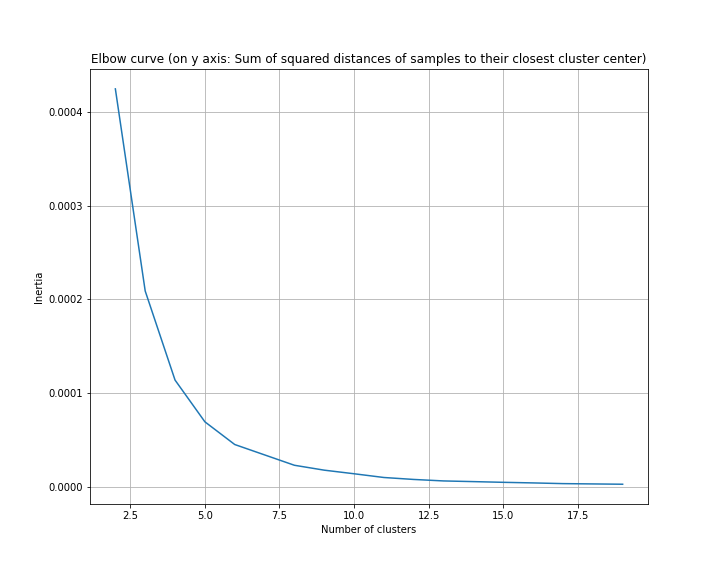 Elbow curve (on y axis: Sum of squared distances of samples to their closest cluster center)
0.0004
0.0003
0.0002
0.0001
0.0000
Inertia
2.5 5.0 7.5 10.0 12.5 15.0 17.5
Number of clusters